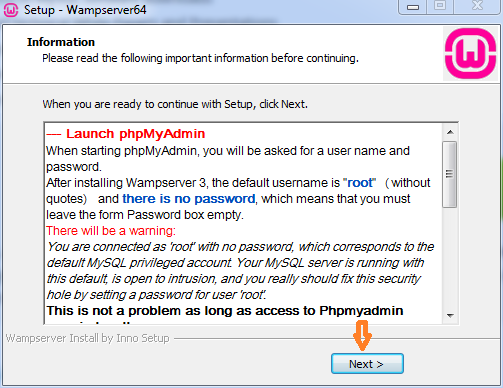 Setup - Wampserver64
Information
Please read the following important information before continuing.
When you are ready to continue with Setup, click Next.
— Launch phpMyAdmin
When starting phpMyAdmin, you will be asked for a user name and
password.
After installing Wampserver 3, the default username is "root" (without
quotes) and there is no password, which means that you must
leave the form Password box empty.
There will be a warning:
You are connected as 'root' with no password, which corresponds to the
default MySQL privileged account. Your MySQL server is running with
this default, is open to intrusion, and you really should fix this security
hole by setting a password for user 'root'.
This is not a problem as long as access to Phpmyadmin
Wampserver Install by Inno Setup
Next >